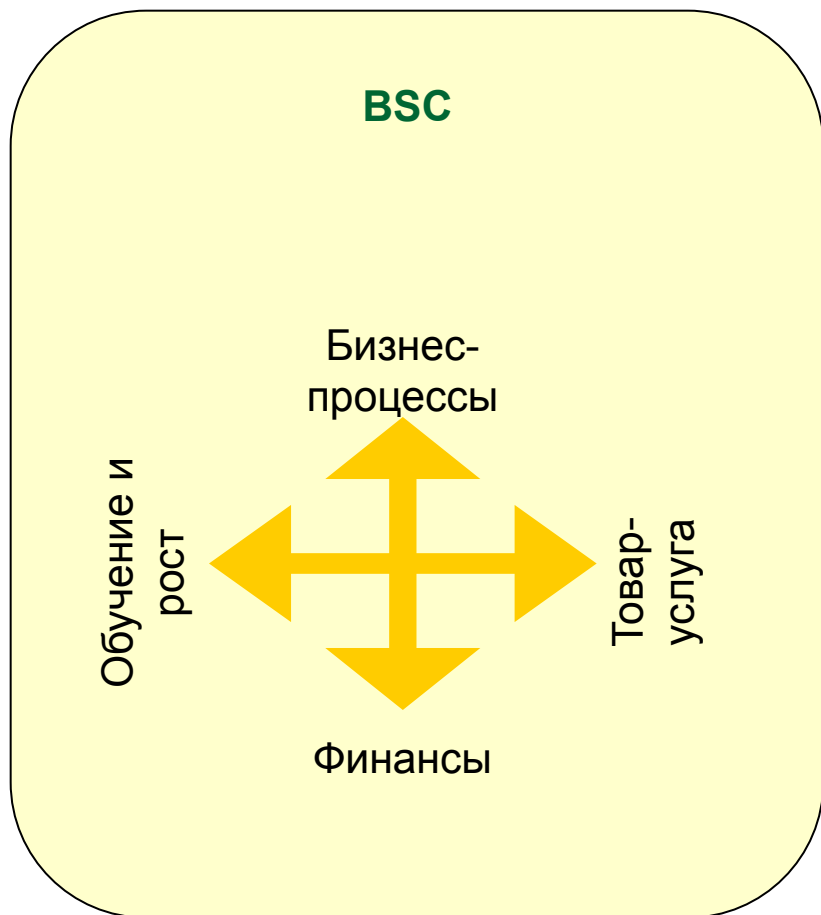 BSC
Бизнес-
процессы
Обучение и
рост
Товар-
услуга
Финансы